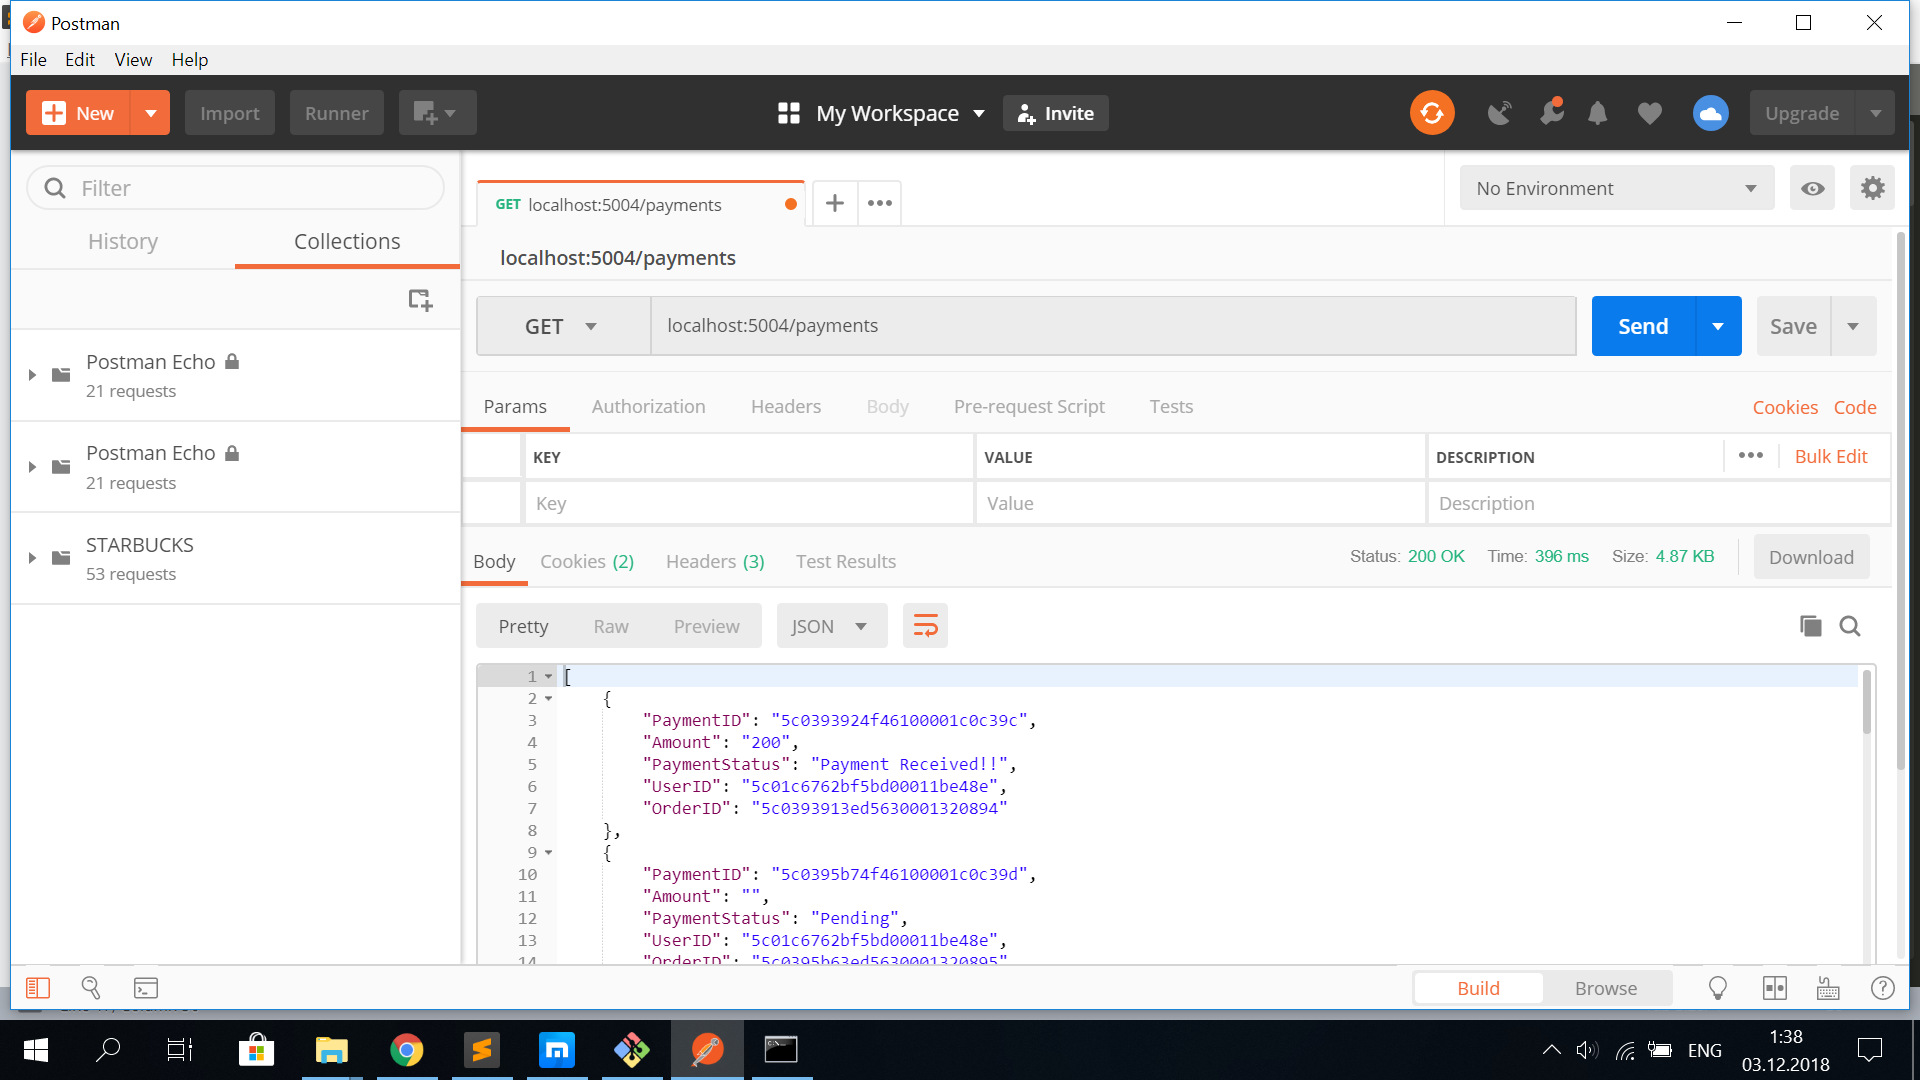 Postman
File Edit View Help
New Import Runner My Workspace Invite Upgrade
Filter
History Collections
Postman Echo
21 requests
Postman Echo
21 requests
STARBUCKS
53 requests
GET localhost:5004/payments
No Environment
localhost:5004/payments
GET localhost:5004/payments Send Save
Params Authorization Headers Body Pre-request Script Tests Cookies Code
KEY VALUE DESCRIPTION Bulk Edit
Key Value Description
Body Cookies (2) Headers (3) Test Results Status: 200 OK Time: 396 ms Size: 4.87 KB Download
Pretty Raw Preview JSON
1 [
2 {
3 "PaymentID": "5c0393924f46100001c0c39c",
4 "Amount": "200",
5 "PaymentStatus": "Payment Received!!",
6 "UserID": "5c01c6762bf5bd00011be48e",
7 "OrderID": "5c0393913ed5630001320894"
8 },
9 {
10 "PaymentID": "5c0395b74f46100001c0c39d",
11 "Amount": "",
12 "PaymentStatus": "Pending",
13 "UserID": "5c01c6762bf5bd00011be48e",
14 "OrderID": "5c0395b63ed5630001320895"
Build Browse
ENG
1:38
03.12.2018